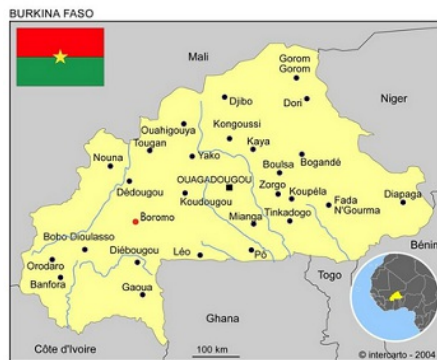 BURKINA FASO
Mali
Gorom
Gorom
Niger
Djibo
Dori
Ouahigouya
Kongoussi
Tougan
Kaya
Nouna
Yako
Boulsa
Bogandé
OUAGADOUGOU
Zorgo
Koupéla
Diapaga
Dédougou
Koudougou
Fada
N'Gourma
Boromo
Mianga
Tinkadogo
Bobo Dioulasso
Diébougou
Léo
Pô
Bénin
Orodaro
Togo
Banfora
Gaoua
Ghana
Côte d'Ivoire
100 km
© intercarto - 2004